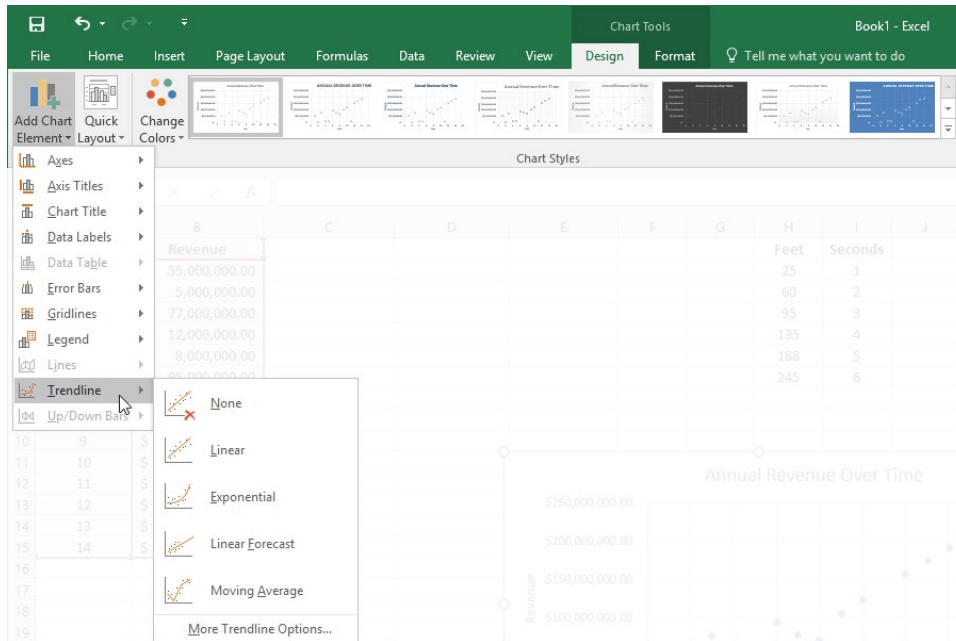 Chart Tools Book1 - Excel
File Home Insert Page Layout Formulas Data Review View Design Format Tell me what you want to do
Add Chart Element Quick Layout Change Colors
Chart Styles
Axes
Axis Titles
Chart Title
Data Labels
Data Table
Error Bars
Gridlines
Legend
Lines
Trendline
Up/Down Bars
None
Linear
Exponential
Linear Forecast
Moving Average
More Trendline Options...
B C D E F G H I J
Revenue Feet Seconds
55,000,000.00 25 1
5,000,000.00 60 2
77,000,000.00 95 3
12,000,000.00 135 4
8,000,000.00 188 5
95,000,000.00 245 6
10 9 $
11 10 $
12 11 $
13 12 $
14 13 $
15 14 $
16
17
18
19
Annual Revenue Over Time
$250,000,000.00
$200,000,000.00
$150,000,000.00
$100,000,000.00
Revenue